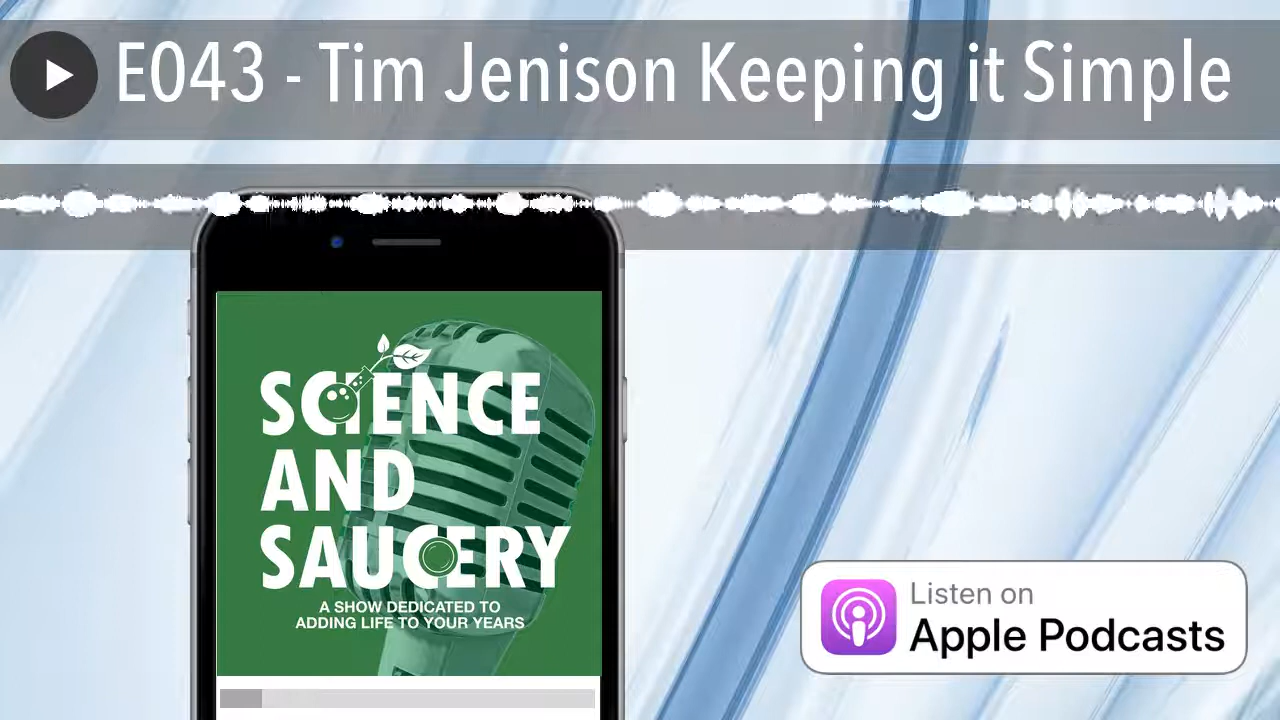 E043 - Tim Jenison Keeping it Simple
SCIENCE
AND
SAUCERY
A SHOW DEDICATED TO
ADDING LIFE TO YOUR YEARS
Listen on
Apple Podcasts